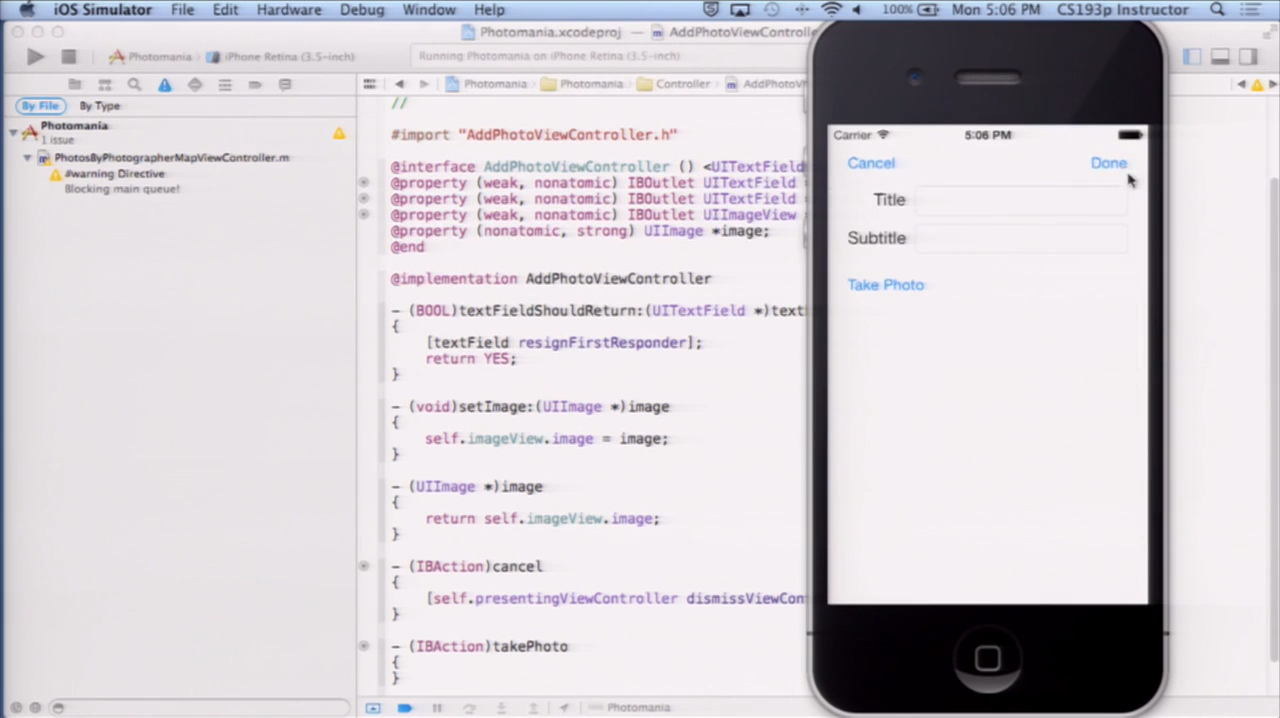 iOS Simulator File Edit Hardware Debug Window Help 100% Mon 5:06 PM CS193p Instructor
Photomania.xcodeproj — AddPhotoViewControlle
Photomania iPhone Retina (3.5-inch) Running Photomania on iPhone Retina (3.5-inch)
Photomania Photomania Controller AddPhotoV
By File By Type
Photomania
1 issue
PhotosByPhotographerMapViewController.m
#warning Directive
Blocking main queue!
//
#import "AddPhotoViewController.h"
@interface AddPhotoViewController () <UITextField
@property (weak, nonatomic) IBOutlet UITextField
@property (weak, nonatomic) IBOutlet UITextField
@property (weak, nonatomic) IBOutlet UIImageView
@property (nonatomic, strong) UIImage *image;
@end
@implementation AddPhotoViewController
- (BOOL)textFieldShouldReturn:(UITextField *)text
{
[textField resignFirstResponder];
return YES;
}
- (void)setImage:(UIImage *)image
{
self.imageView.image = image;
}
- (UIImage *)image
{
return self.imageView.image;
}
- (IBAction)cancel
{
[self.presentingViewController dismissViewCon
}
- (IBAction)takePhoto
{
}
Photomania
Carrier 5:06 PM
Cancel Done
Title
Subtitle
Take Photo